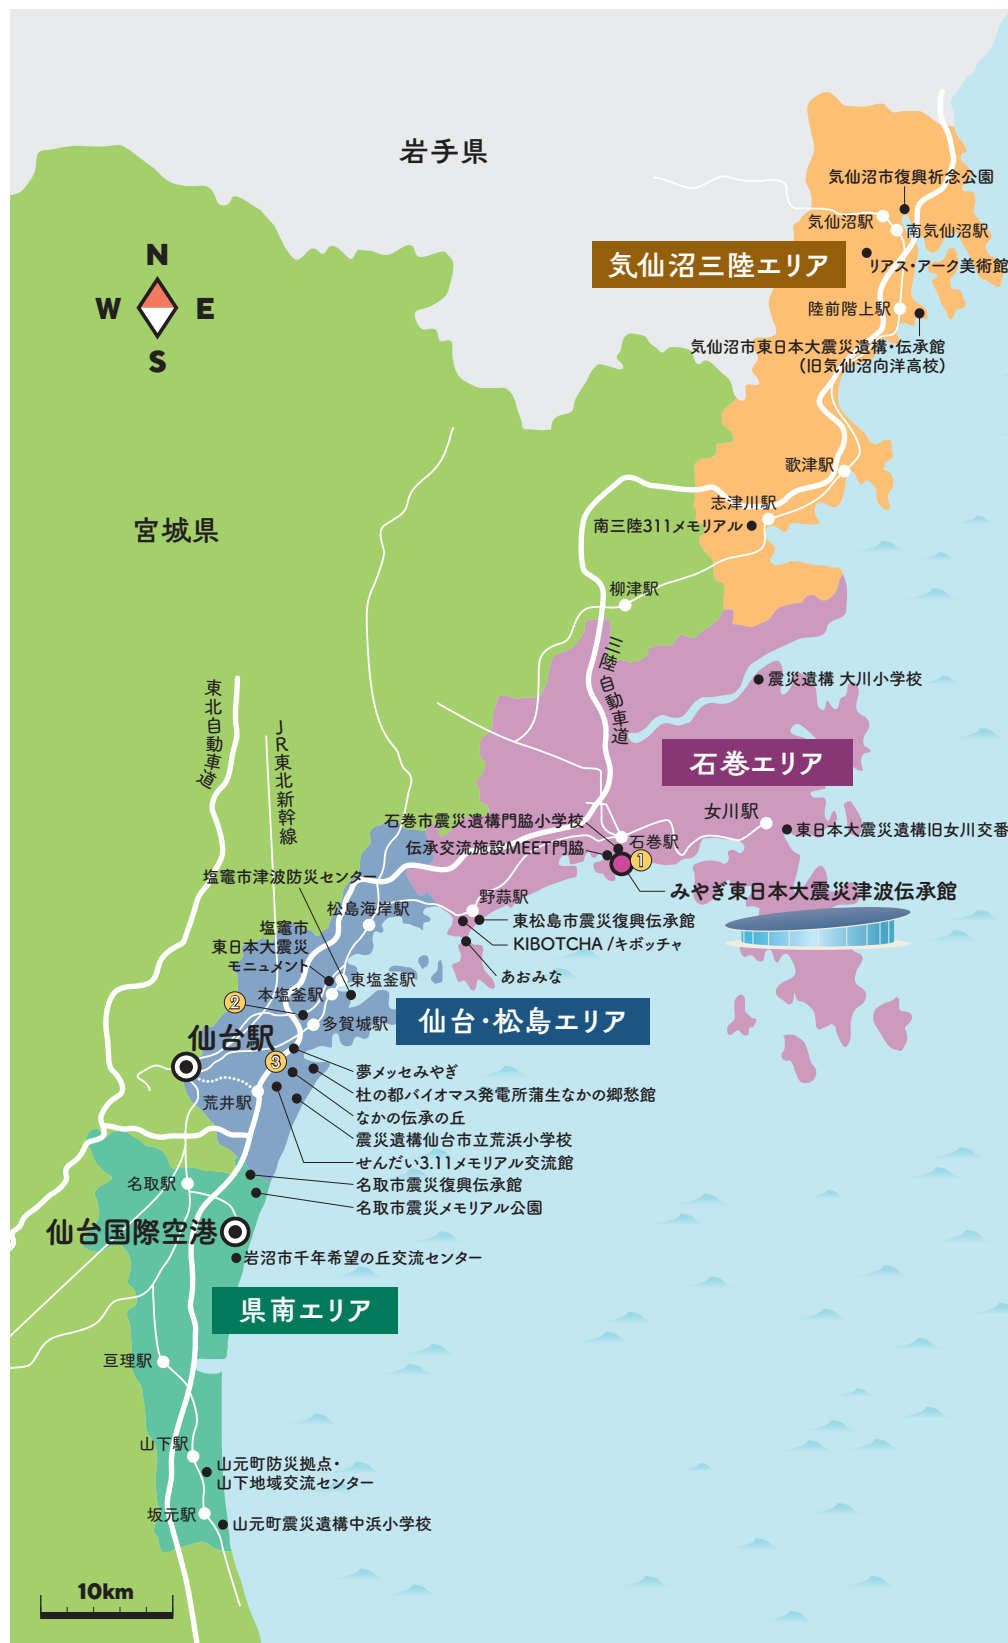 岩手県
気仙沼市復興祈念公園
気仙沼駅
南気仙沼駅
N
W E
S
気仙沼三陸エリア
リアス・アーク美術館
陸前階上駅
気仙沼市東日本大震災遺構・伝承館
(旧気仙沼向洋高校)
歌津駅
志津川駅
南三陸311メモリアル
宮城県
柳津駅
三陸自動車道
震災遺構 大川小学校
東北自動車道
JR東北新幹線
石巻エリア
女川駅
石巻市震災遺構門脇小学校
東日本大震災遺構旧女川交番
石巻駅
伝承交流施設MEET門脇
①
みやぎ東日本大震災津波伝承館
塩竈市津波防災センター
野蒜駅
松島海岸駅
東松島市震災復興伝承館
塩竈市
東日本大震災
モニュメント
KIBOTCHA /キボッチャ
あおみな
東塩釜駅
本塩釜駅
②
仙台・松島エリア
多賀城駅
仙台駅
③
夢メッセみやぎ
杜の都バイオマス発電所蒲生なかの郷愁館
荒井駅
なかの伝承の丘
震災遺構仙台市立荒浜小学校
せんだい3.11メモリアル交流館
名取駅
名取市震災復興伝承館
名取市震災メモリアル公園
仙台国際空港
岩沼市千年希望の丘交流センター
県南エリア
亘理駅
山下駅
山元町防災拠点・
山下地域交流センター
坂元駅
山元町震災遺構中浜小学校
10km